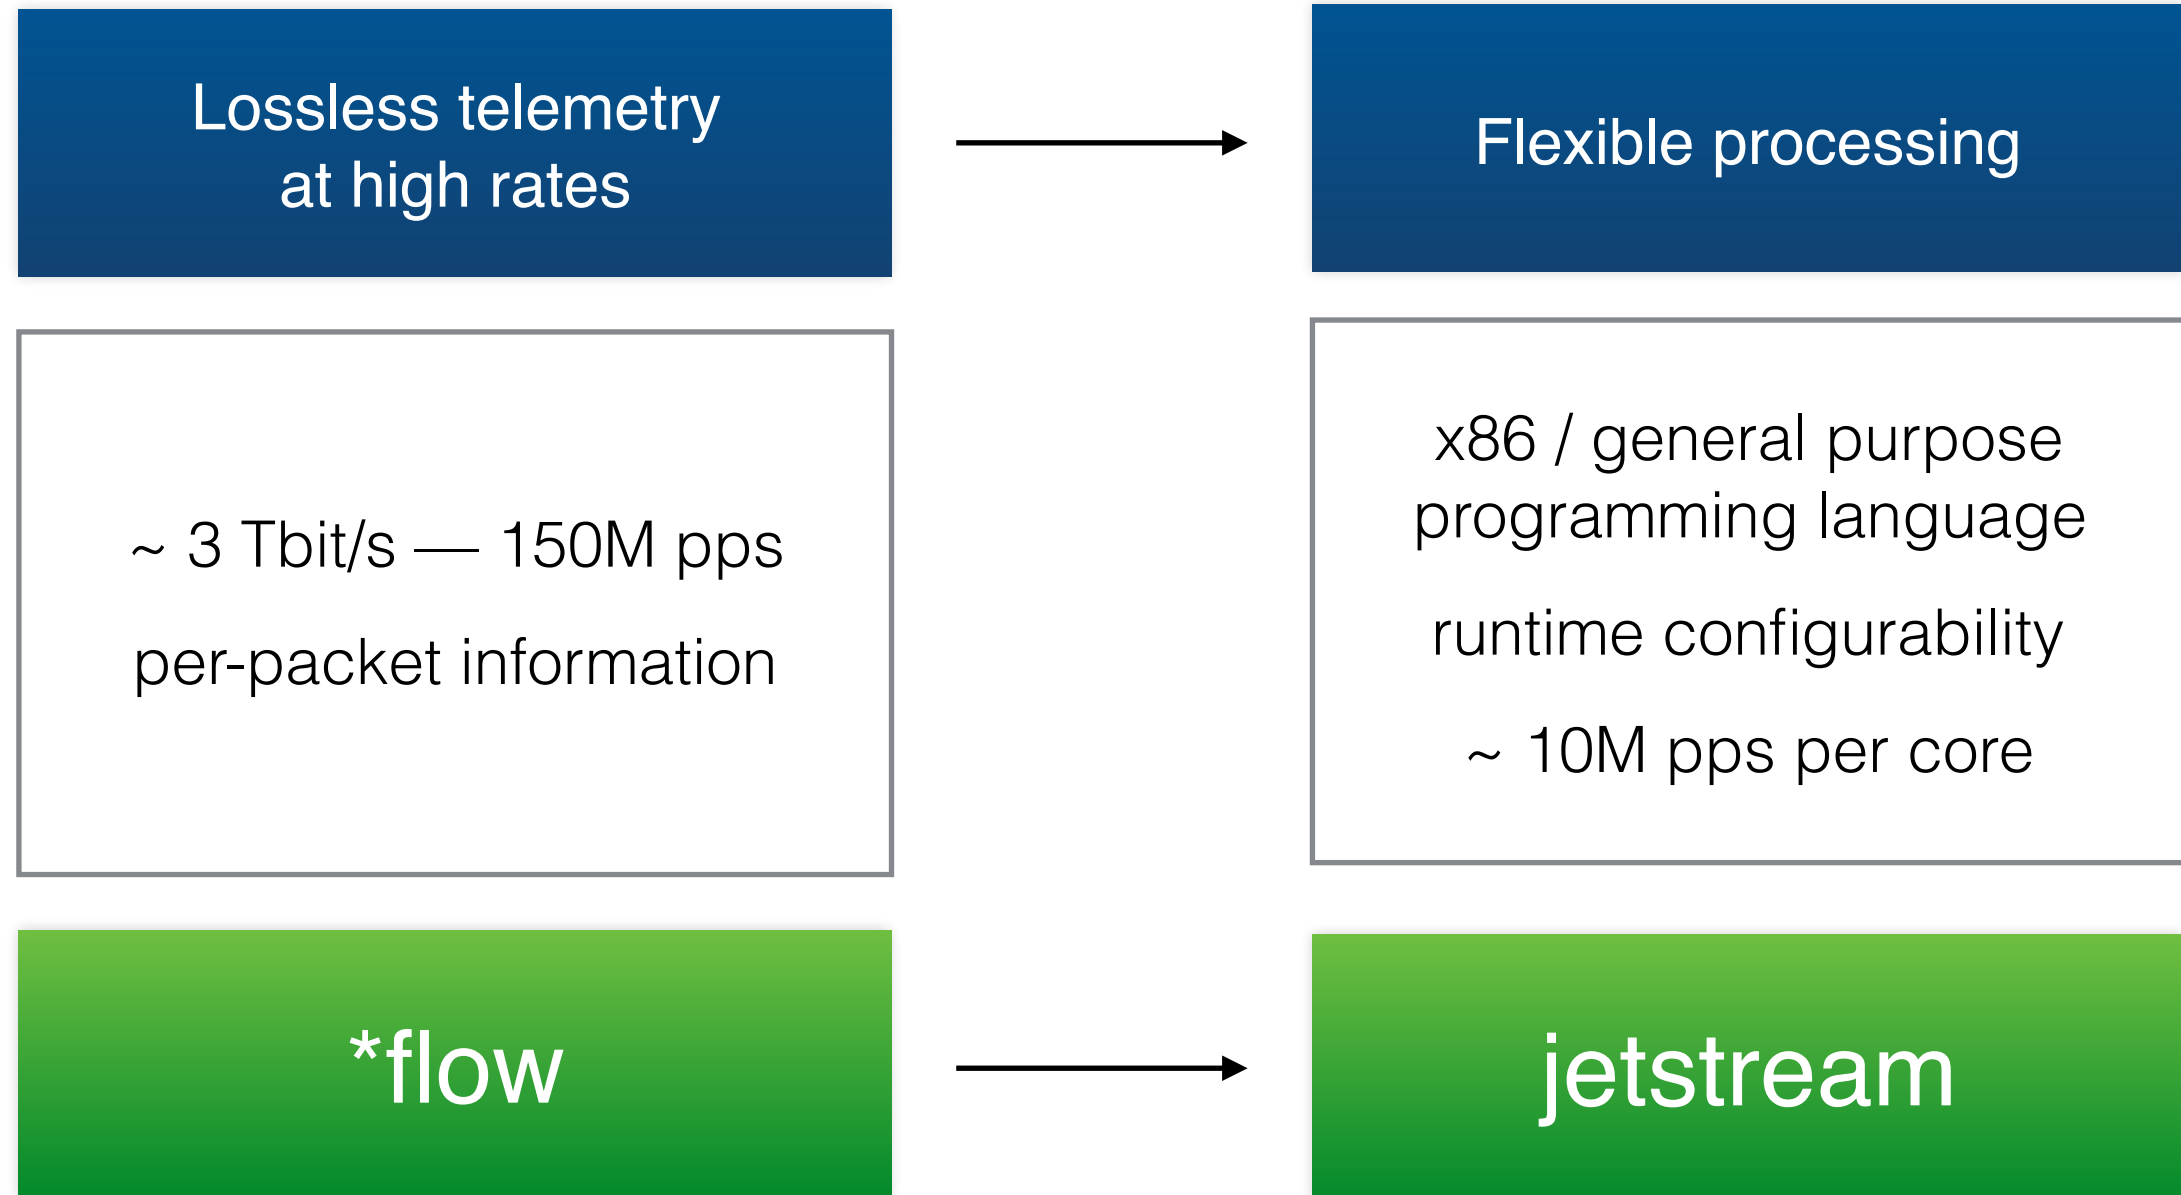 Lossless telemetry
at high rates
Flexible processing
~ 3 Tbit/s — 150M pps
per-packet information
x86 / general purpose
programming language
runtime configurability
~ 10M pps per core
*flow
jetstream